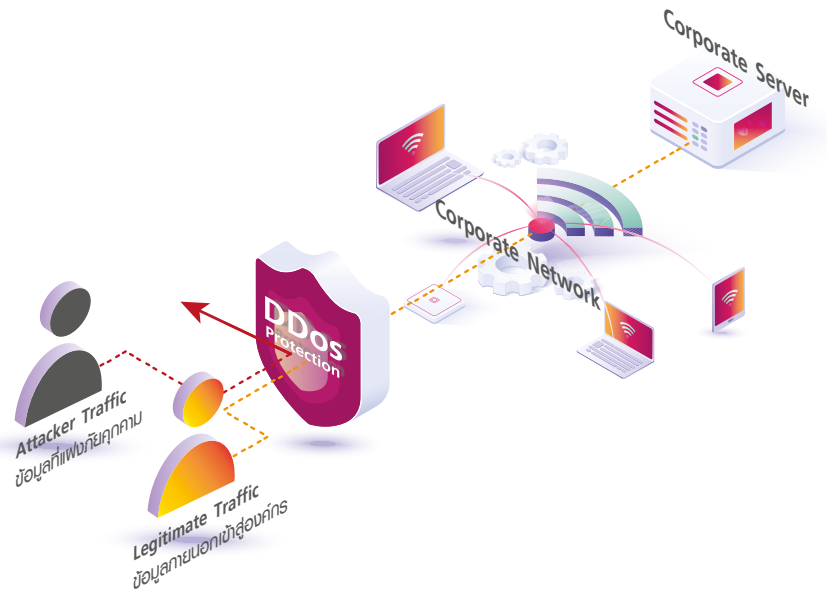 Corporate Server
Corporate Network
DDos
Protection
Attacker Traffic
ข้อมูลที่แฝงภัยคุกคาม
Legitimate Traffic
ข้อมูลภายนอกเข้าสู่องค์กร